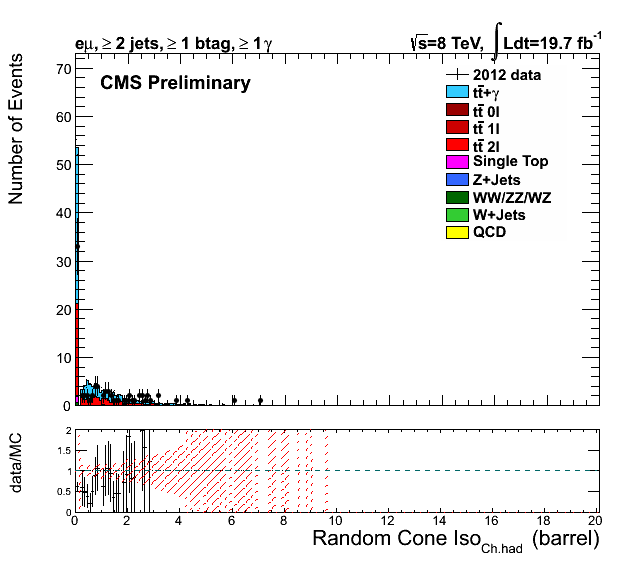 eμ, ≥ 2 jets, ≥ 1 btag, ≥ 1 γ
√s=8 TeV, ∫ Ldt=19.7 fb⁻¹
CMS Preliminary
2012 data
tt̄+γ
tt̄ 0l
tt̄ 1l
tt̄ 2l
Single Top
Z+Jets
WW/ZZ/WZ
W+Jets
QCD
Number of Events
70
60
50
40
30
20
10
0
data/MC
2
1.5
1
0.5
0
0 2 4 6 8 10 12 14 16 18 20
Random Cone Iso_Ch.had (barrel)